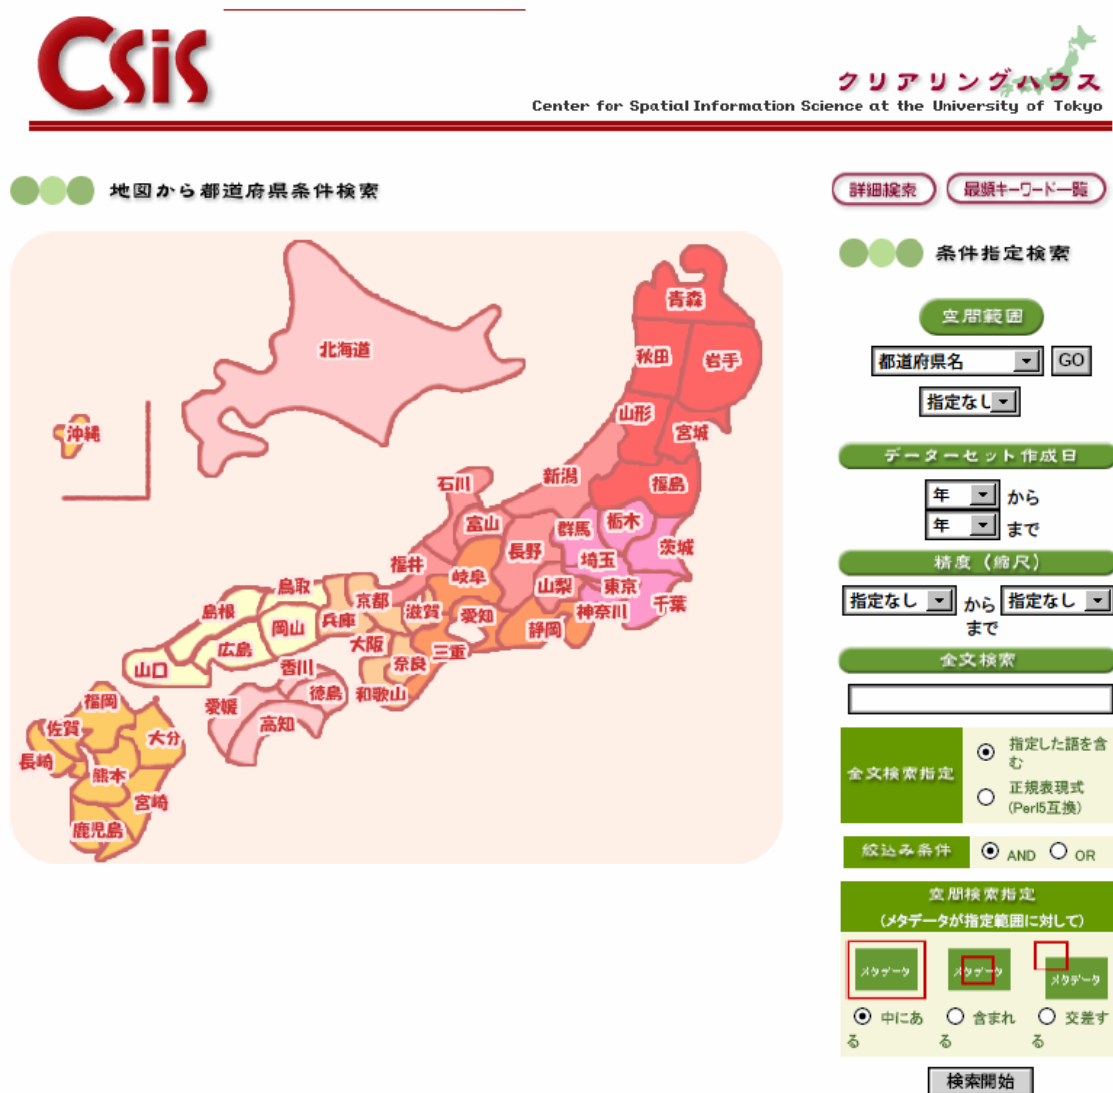 Csis
クリアリングハウス
Center for Spatial Information Science at the University of Tokyo
地図から都道府県条件検索
詳細検索
最頻キーワード一覧
北海道
沖縄
青森
秋田
岩手
山形
宮城
新潟
福島
石川
富山
群馬
栃木
茨城
長野
埼玉
福井
岐阜
山梨
東京
千葉
神奈川
鳥取
京都
滋賀
愛知
静岡
島根
岡山
兵庫
広島
大阪
奈良
三重
山口
香川
徳島
和歌山
愛媛
高知
福岡
佐賀
大分
長崎
熊本
宮崎
鹿児島
条件指定検索
空間範囲
都道府県名
GO
指定なし
データーセット作成日
年 から
年 まで
精度（縮尺）
指定なし から 指定なし
まで
全文検索
全文検索指定
指定した語を含
む
正規表現式
(Perl5互換)
絞込み条件
AND OR
空間検索指定
(メタデータが指定範囲に対して)
メタデータ メタデータ メタデータ
中にあ 含まれ 交差す
る る る
検索開始